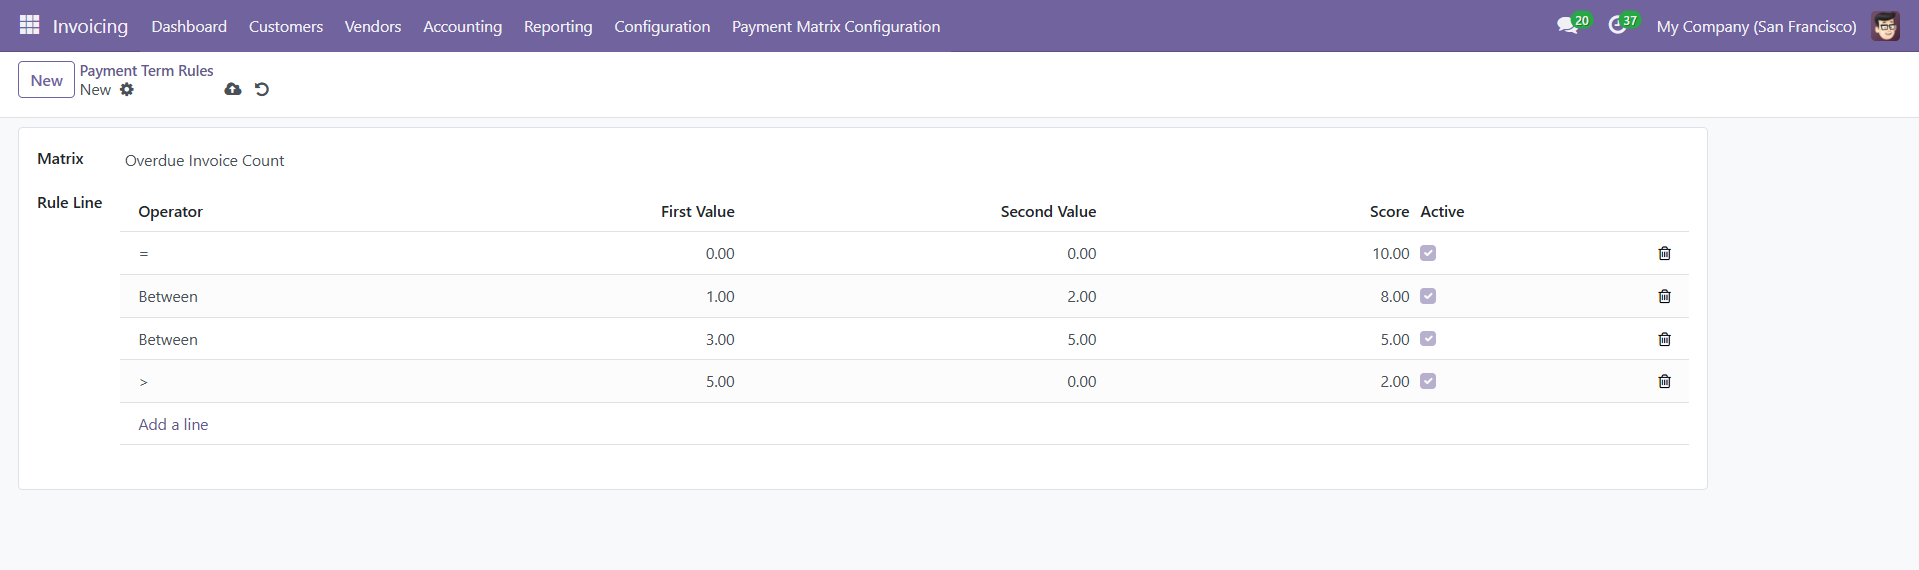 Invoicing Dashboard Customers Vendors Accounting Reporting Configuration Payment Matrix Configuration 20 37 My Company (San Francisco)
New Payment Term Rules
New
Matrix Overdue Invoice Count
Rule Line
Operator First Value Second Value Score Active
= 0.00 0.00 10.00
Between 1.00 2.00 8.00
Between 3.00 5.00 5.00
> 5.00 0.00 2.00
Add a line